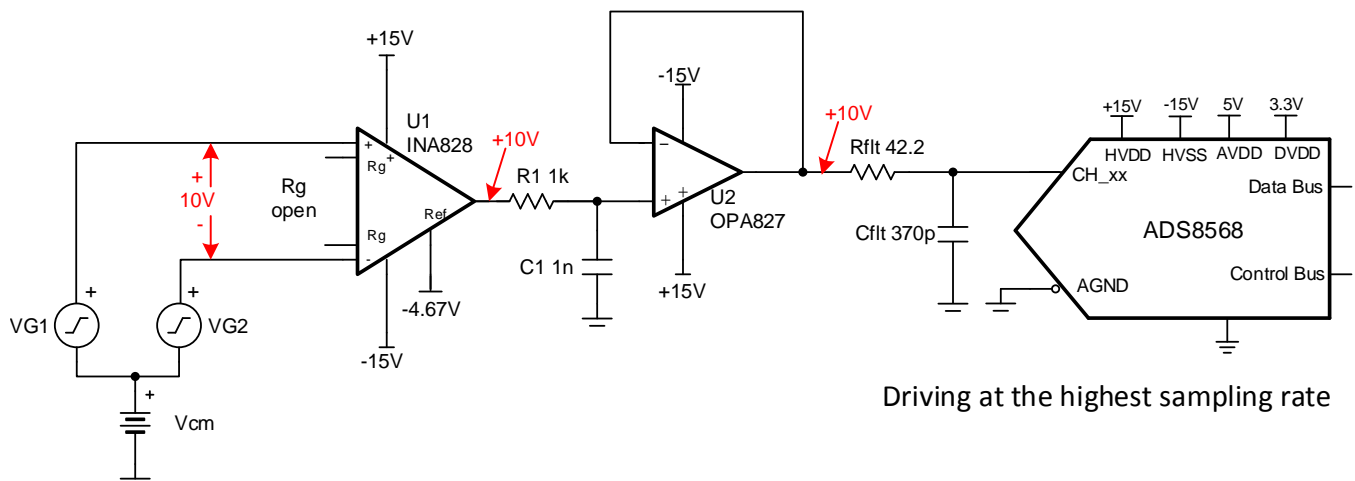 +15V
U1
INA828
+
Rg
+
+
10V
-
Rg
open
Rg
-
Ref
-4.67V
-15V
+
VG1
+
VG2
+
Vcm
+10V
R1 1k
C1 1n
-15V
-
+
+
U2
OPA827
+15V
+10V
Rflt 42.2
Cflt 370p
+15V
-15V
5V
3.3V
HVDD
HVSS
AVDD
DVDD
CH_xx
Data Bus
ADS8568
Control Bus
AGND
Driving at the highest sampling rate